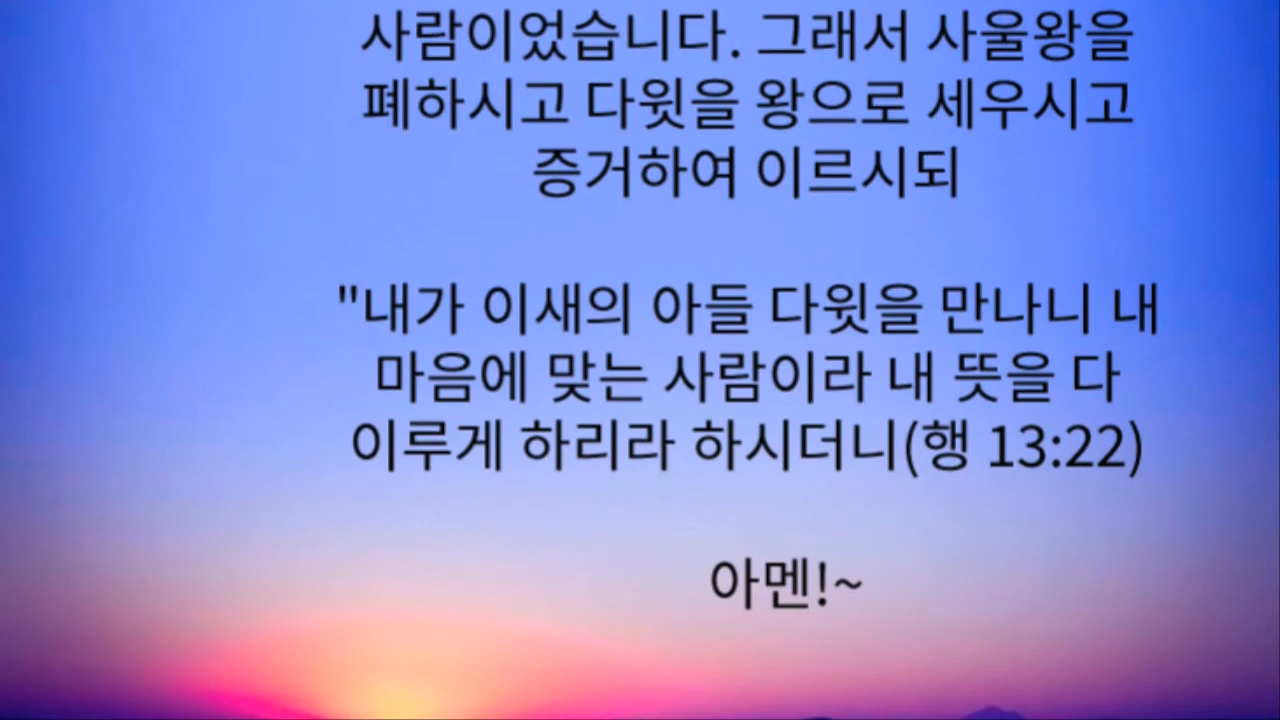 사람이었습니다. 그래서 사울왕을
폐하시고 다윗을 왕으로 세우시고
증거하여 이르시되
"내가 이새의 아들 다윗을 만나니 내
마음에 맞는 사람이라 내 뜻을 다
이루게 하리라 하시더니(행 13:22)
아멘!~